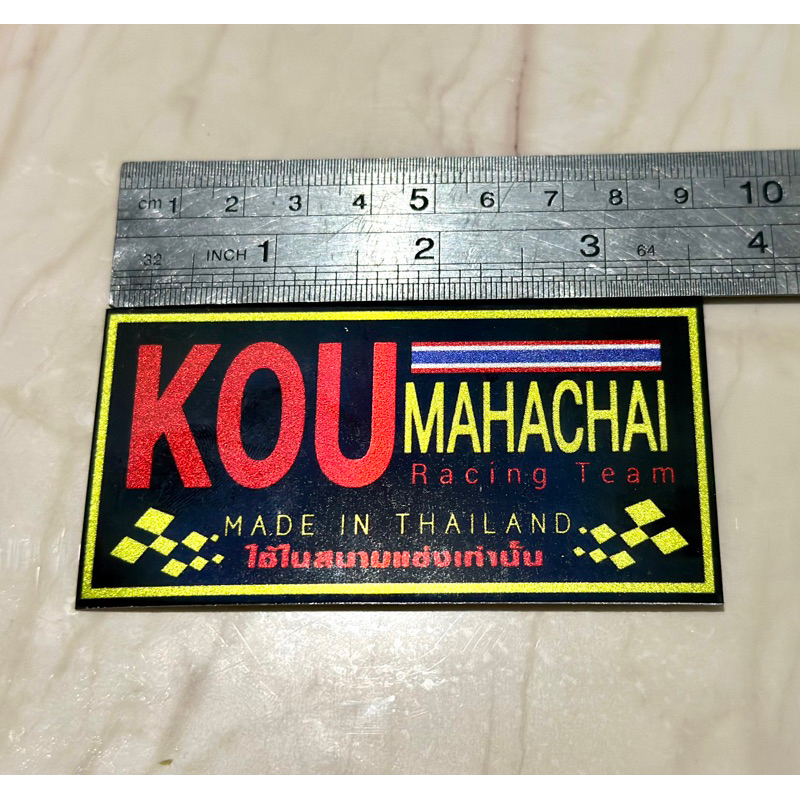 cm 1 2 3 4 5 6 7 8 9 10
32 INCH 1 2 3 64 4
KOU
MAHACHAI
Racing Team
MADE IN THAILAND
ใช้ในสนามแข่งเท่านั้น